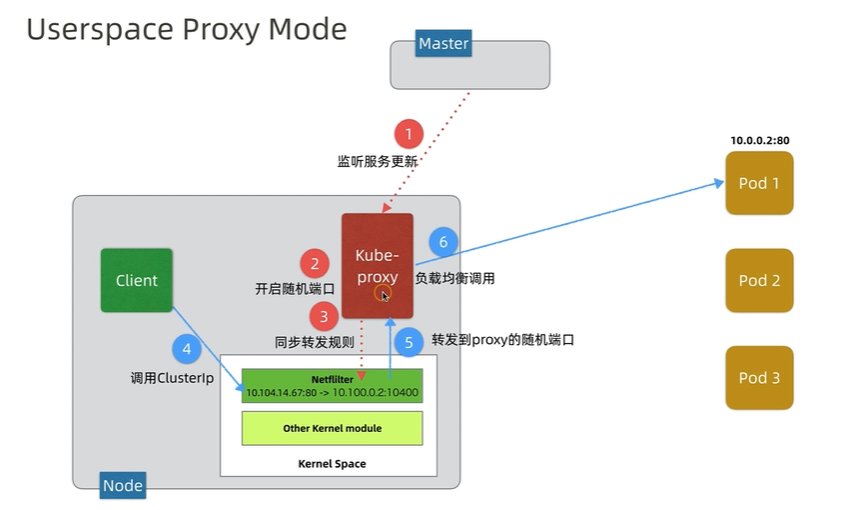 Userspace Proxy Mode
Master
1
监听服务更新
10.0.0.2:80
Pod 1
Kube-
proxy
6
负载均衡调用
2
开启随机端口
Client
Pod 2
3
同步转发规则
5
转发到proxy的随机端口
4
调用ClusterIp
Netflilter
10.104.14.67:80 -> 10.100.0.2:10400
Pod 3
Other Kernel module
Kernel Space
Node